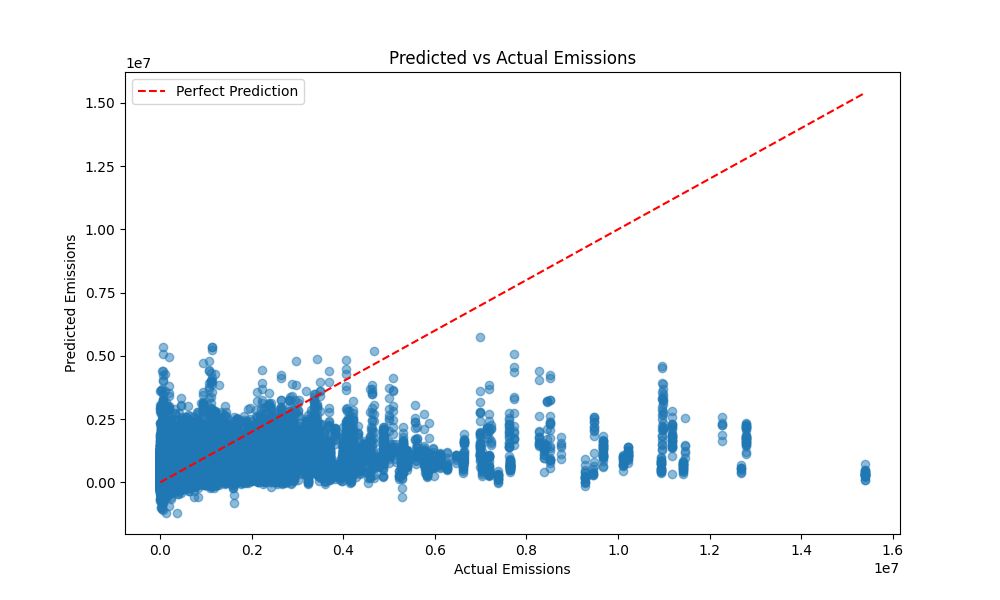 Predicted vs Actual Emissions
1e7
Perfect Prediction
1.50
1.25
1.00
0.75
0.50
0.25
0.00
Predicted Emissions
0.0 0.2 0.4 0.6 0.8 1.0 1.2 1.4 1.6
Actual Emissions
1e7